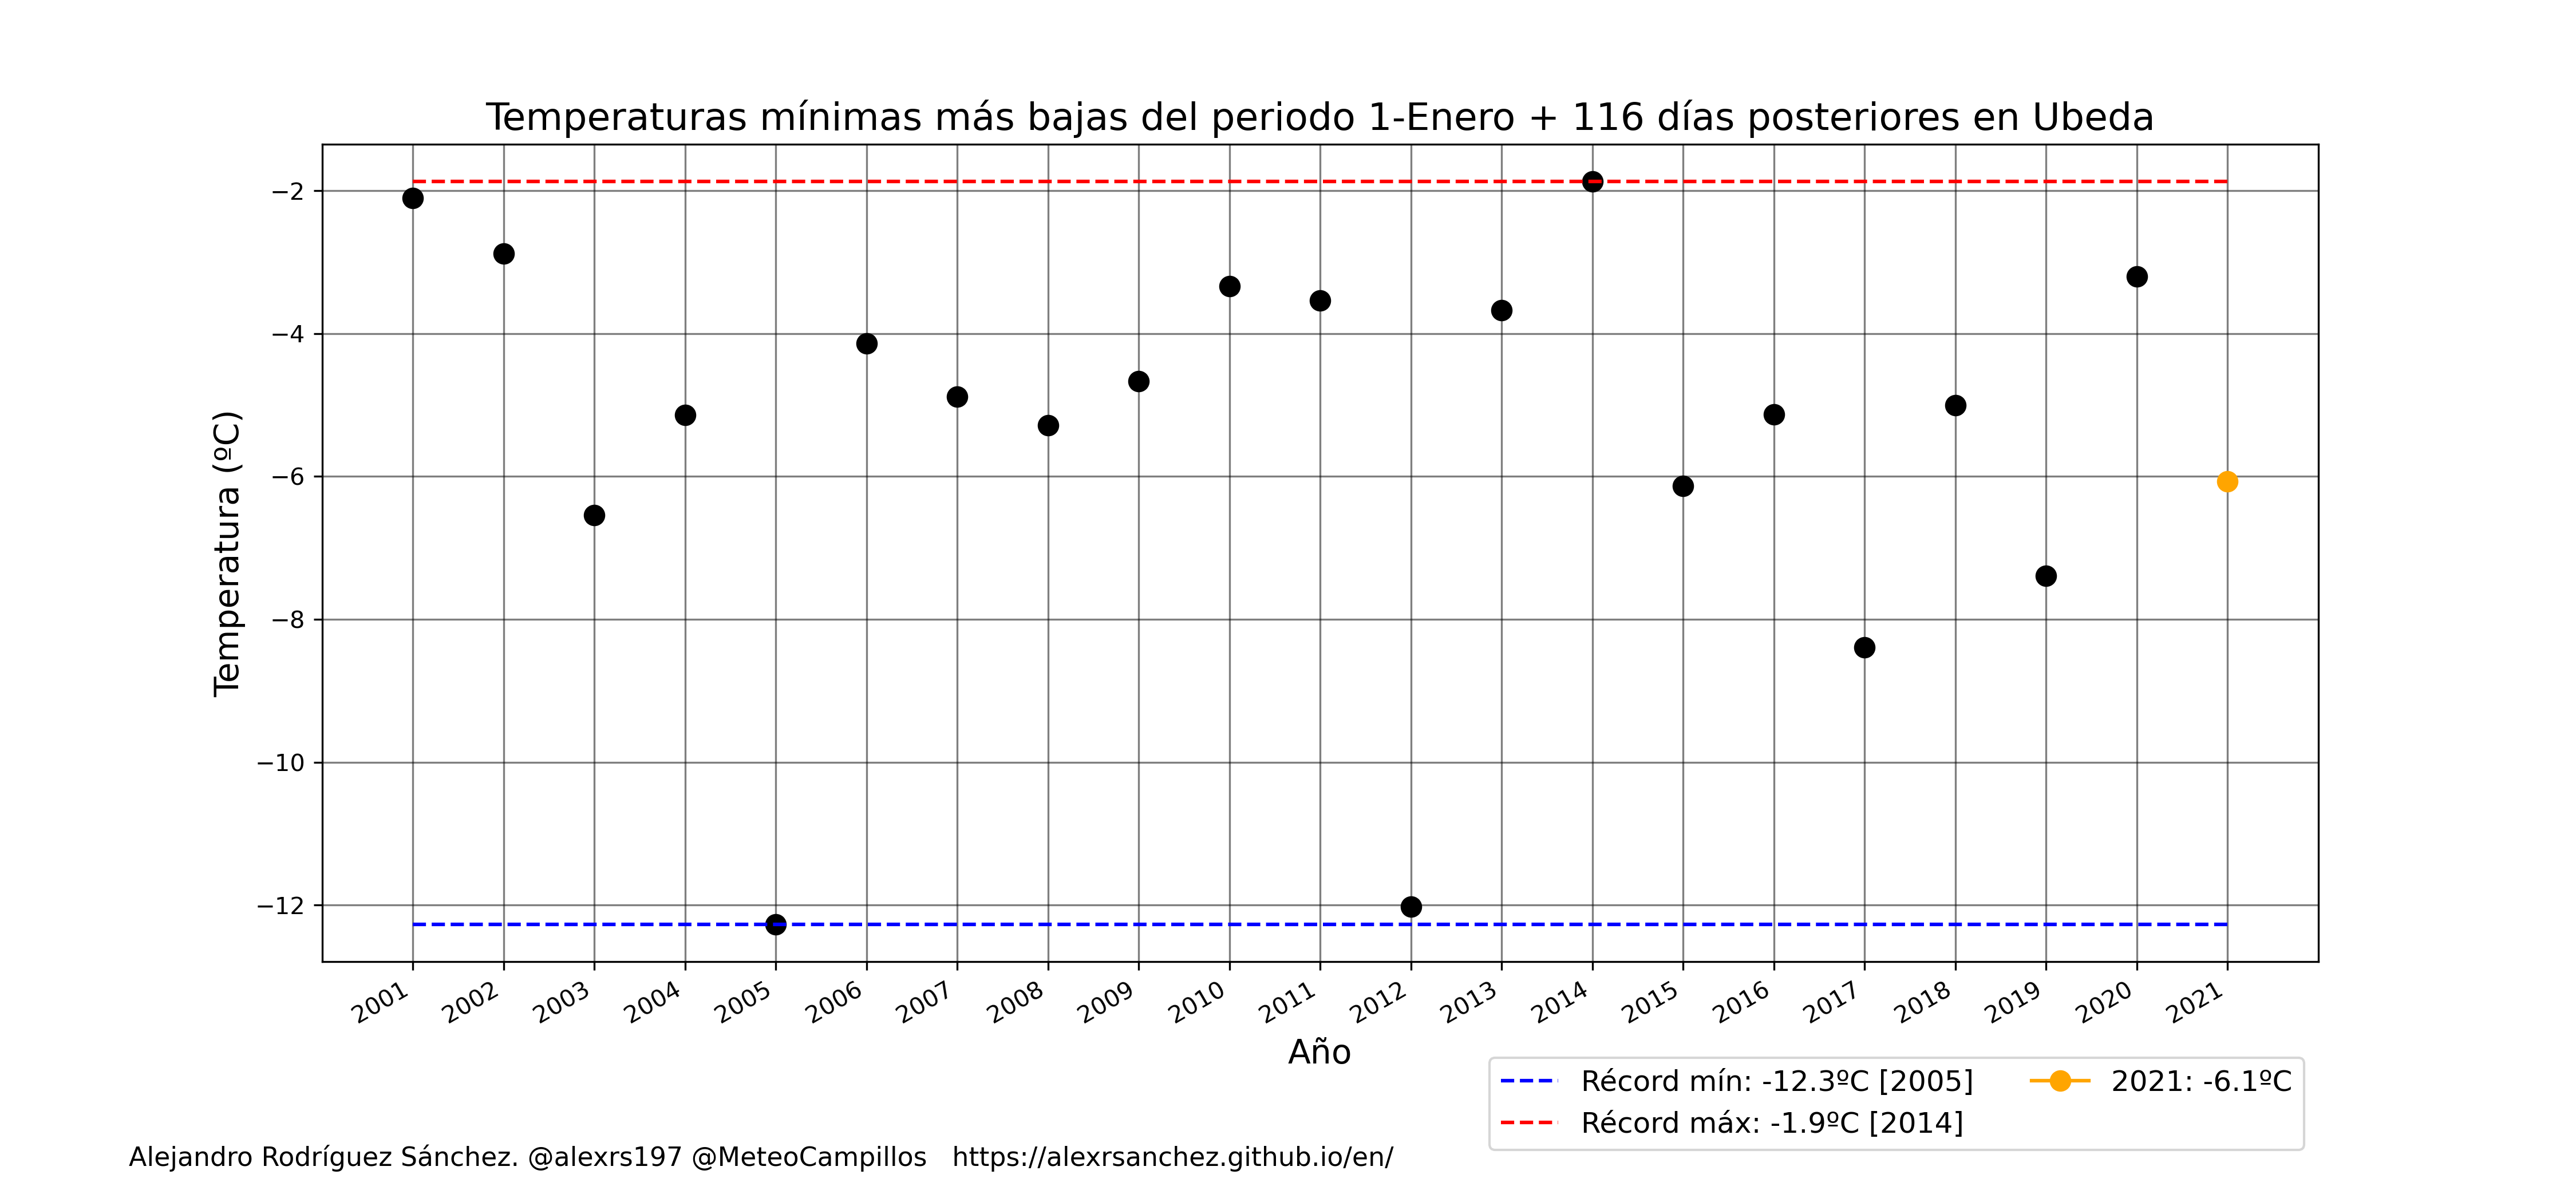 Temperaturas mínimas más bajas del periodo 1-Enero + 116 días posteriores en Ubeda
Temperatura (ºC)
−2
−4
−6
−8
−10
−12
2001 2002 2003 2004 2005 2006 2007 2008 2009 2010 2011 2012 2013 2014 2015 2016 2017 2018 2019 2020 2021
Año
Récord mín: -12.3ºC [2005]
Récord máx: -1.9ºC [2014]
2021: -6.1ºC
Alejandro Rodríguez Sánchez. @alexrs197 @MeteoCampillos https://alexrsanchez.github.io/en/